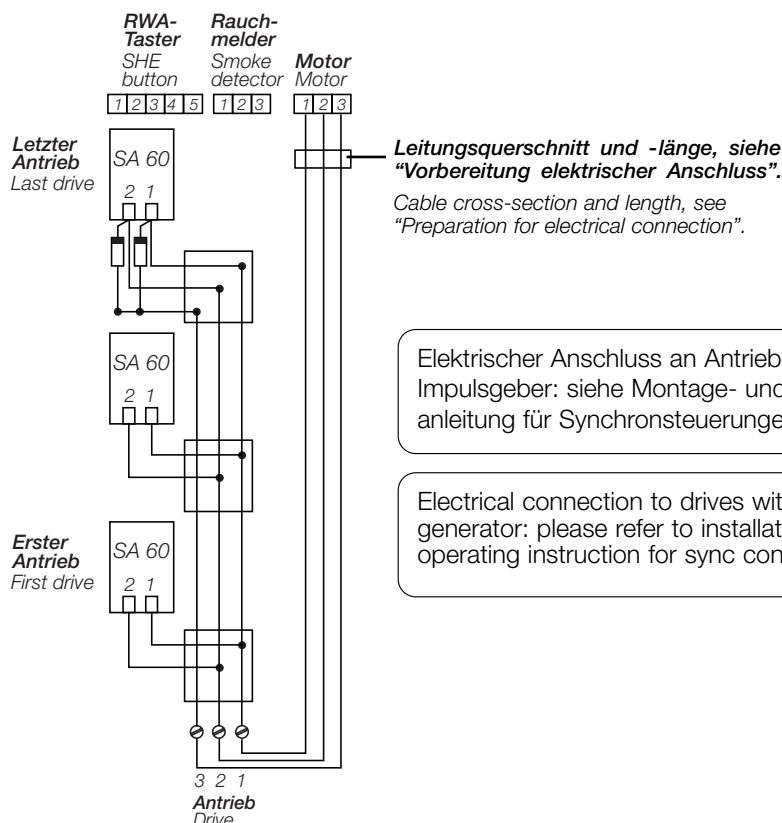 RWA-
Taster
SHE
button
Rauch-
melder
Smoke
detector
Motor
Motor
1 2 3 4 5
1 2 3
1 2 3
Letzter
Antrieb
Last drive
SA 60
2 1
Leitungsquerschnitt und -länge, siehe
“Vorbereitung elektrischer Anschluss”.
Cable cross-section and length, see
“Preparation for electrical connection”.
SA 60
2 1
Elektrischer Anschluss an Antrieb
Impulsgeber: siehe Montage- und
anleitung für Synchronsteuerunge
Electrical connection to drives wit
generator: please refer to installat
operating instruction for sync con
Erster
Antrieb
First drive
SA 60
2 1
3 2 1
Antrieb
Drive